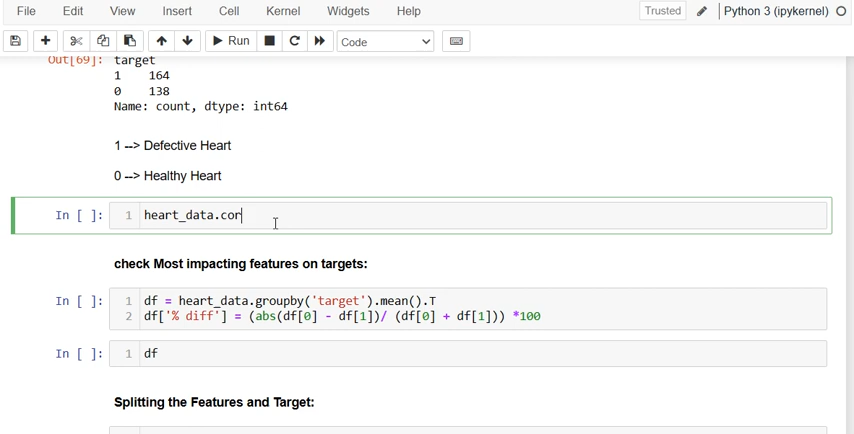 File Edit View Insert Cell Kernel Widgets Help Trusted Python 3 (ipykernel)
Run Code
Out[69]: target
1 164
0 138
Name: count, dtype: int64
1 --> Defective Heart
0 --> Healthy Heart
In [ ]: 1 heart_data.cor
check Most impacting features on targets:
In [ ]: 1 df = heart_data.groupby('target').mean().T
2 df['% diff'] = (abs(df[0] - df[1])/ (df[0] + df[1])) *100
In [ ]: 1 df
Splitting the Features and Target: